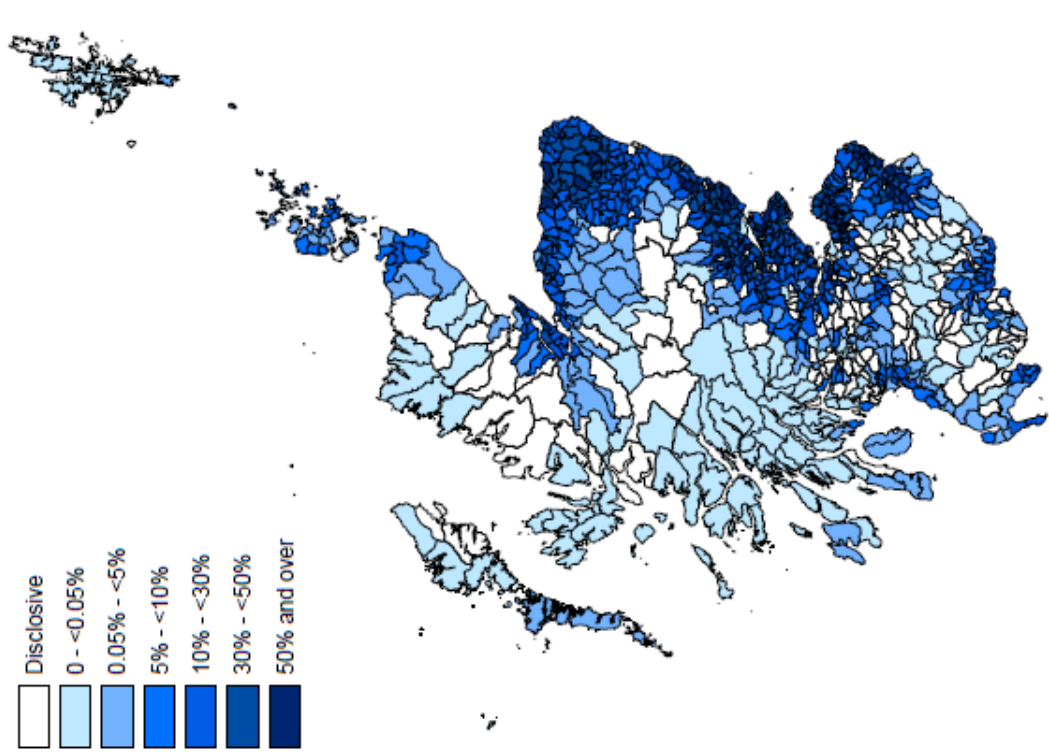 Disclosive
0 - <0.05%
0.05% - <5%
5% - <10%
10% - <30%
30% - <50%
50% and over